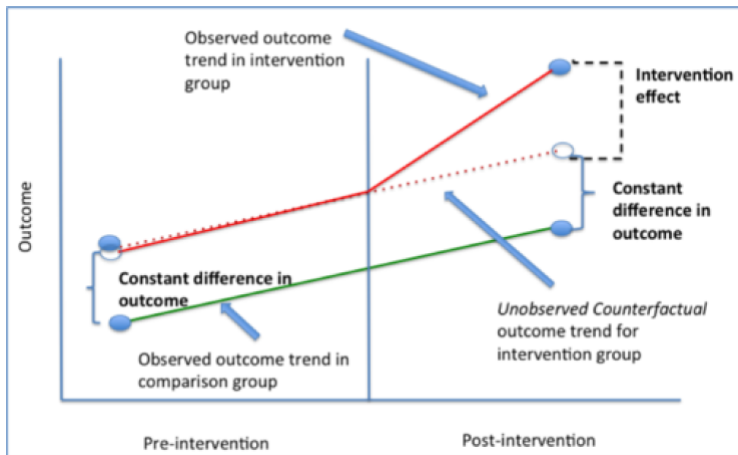 Observed outcome
trend in intervention
group
Intervention
effect
Outcome
Constant
difference in
outcome
Constant difference in
outcome
Unobserved Counterfactual
outcome trend for
intervention group
Observed outcome trend in
comparison group
Pre-intervention
Post-intervention